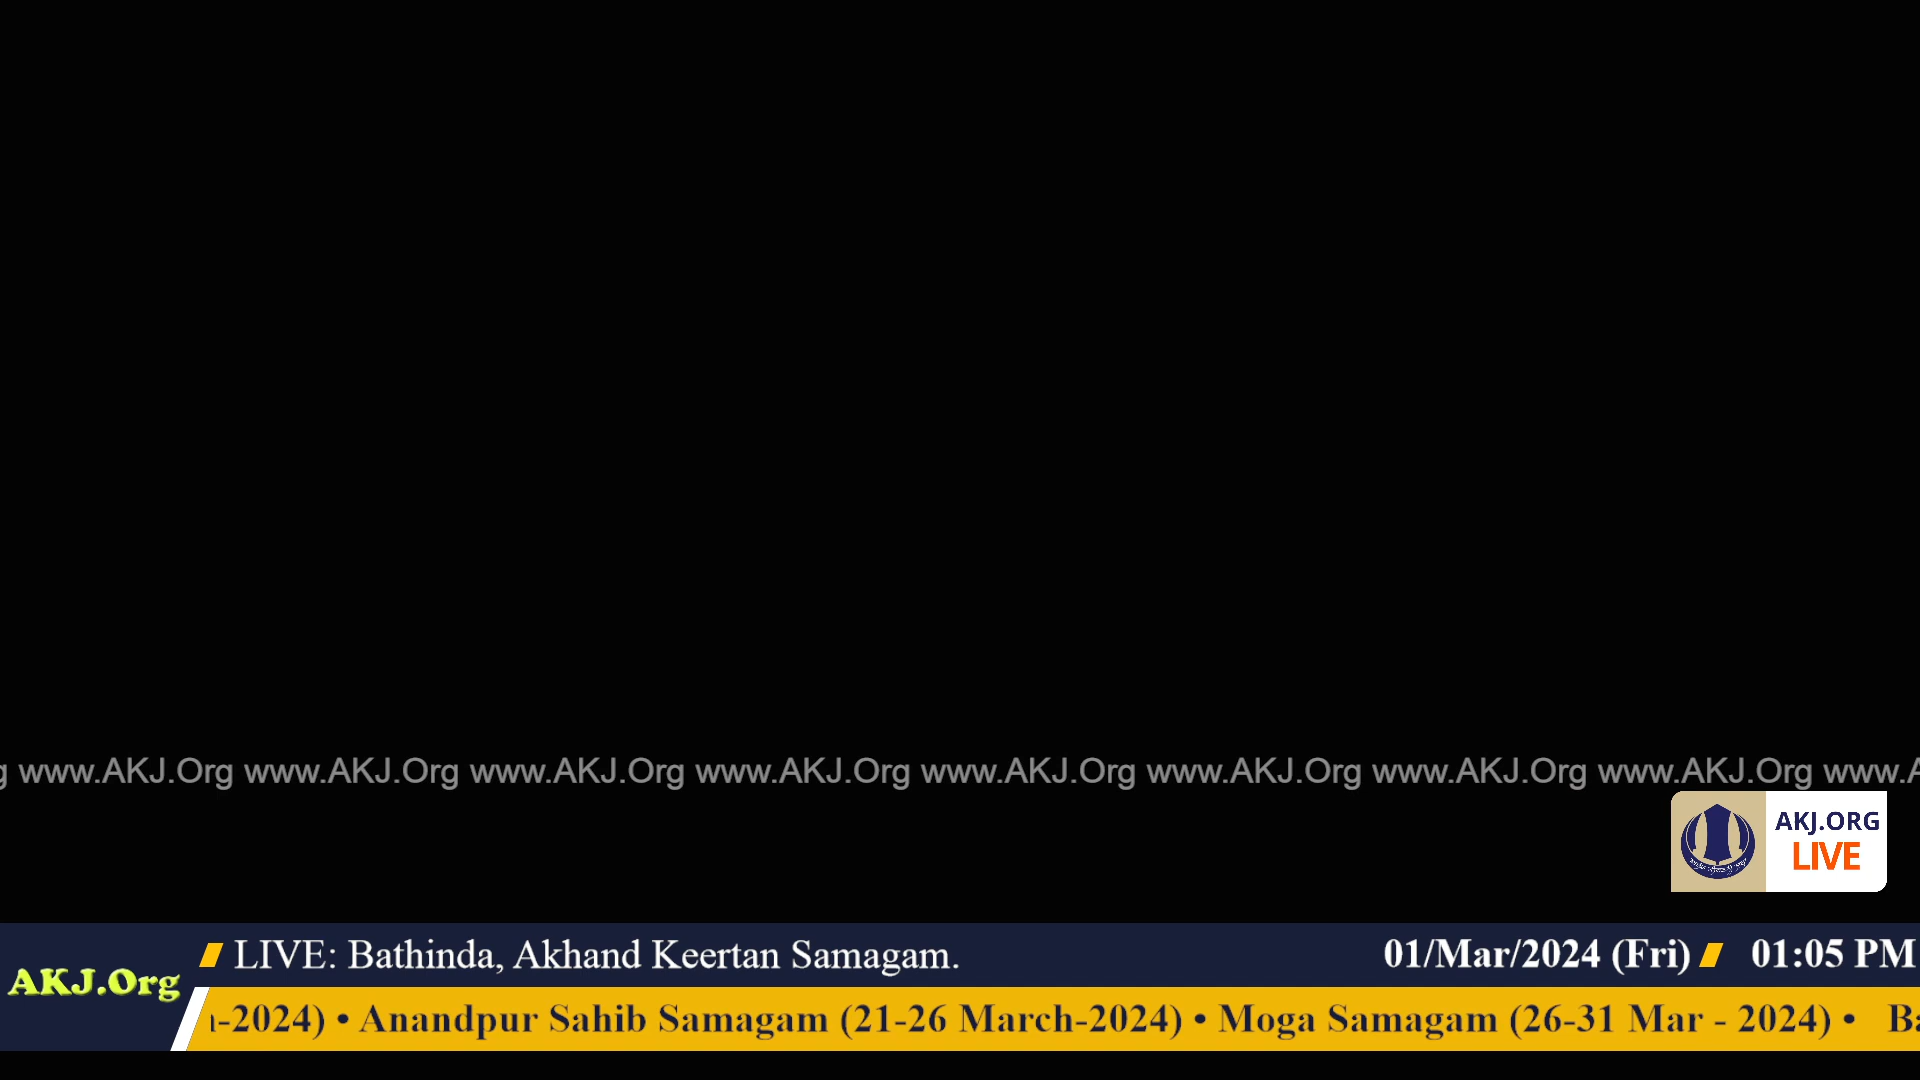 www.AKJ.Org www.AKJ.Org www.AKJ.Org www.AKJ.Org www.AKJ.Org www.AKJ.Org www.AKJ.Org www.AKJ.Org www.A
AKJ.ORG
LIVE
LIVE: Bathinda, Akhand Keertan Samagam.
01/Mar/2024 (Fri) 01:05 PM
AKJ.Org
-2024) • Anandpur Sahib Samagam (21-26 March-2024) • Moga Samagam (26-31 Mar - 2024) •